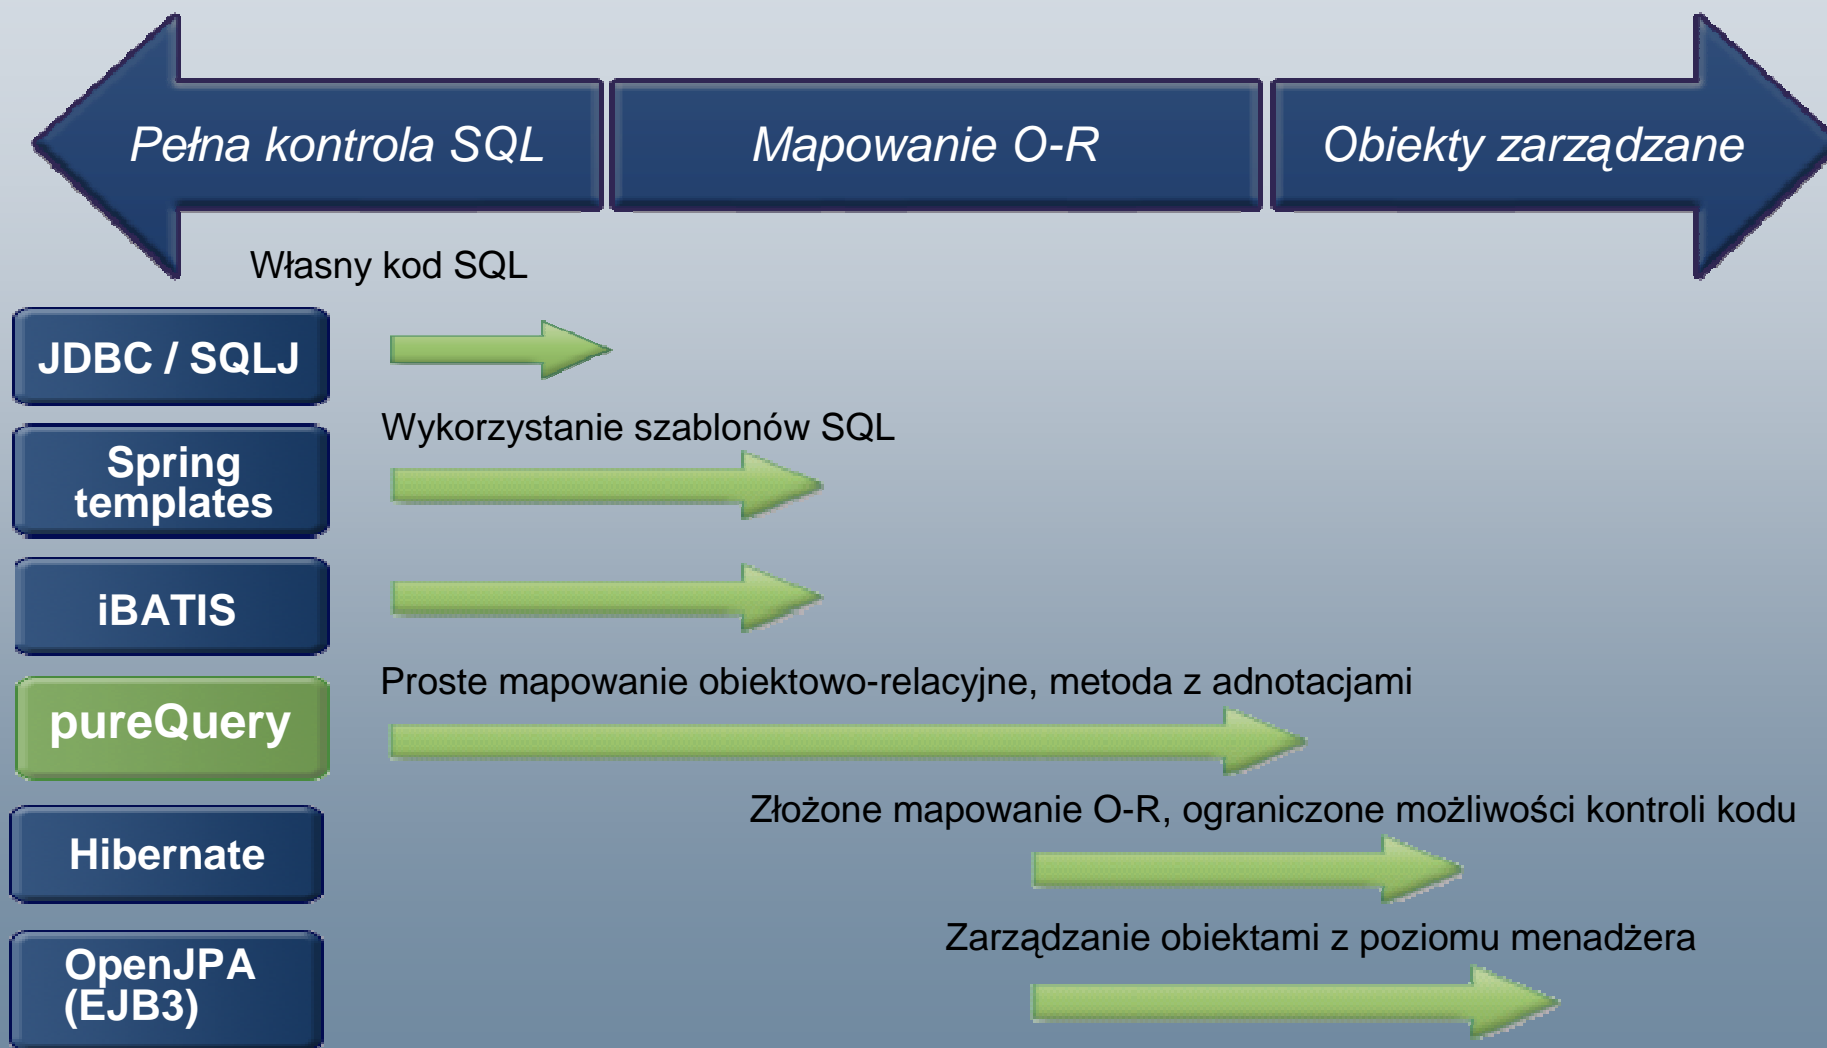 Pełna kontrola SQL
Mapowanie O-R
Obiekty zarządzane
Własny kod SQL
JDBC / SQLJ
Wykorzystanie szablonów SQL
Spring
templates
iBATIS
Proste mapowanie obiektowo-relacyjne, metoda z adnotacjami
pureQuery
Złożone mapowanie O-R, ograniczone możliwości kontroli kodu
Hibernate
Zarządzanie obiektami z poziomu menadżera
OpenJPA
(EJB3)